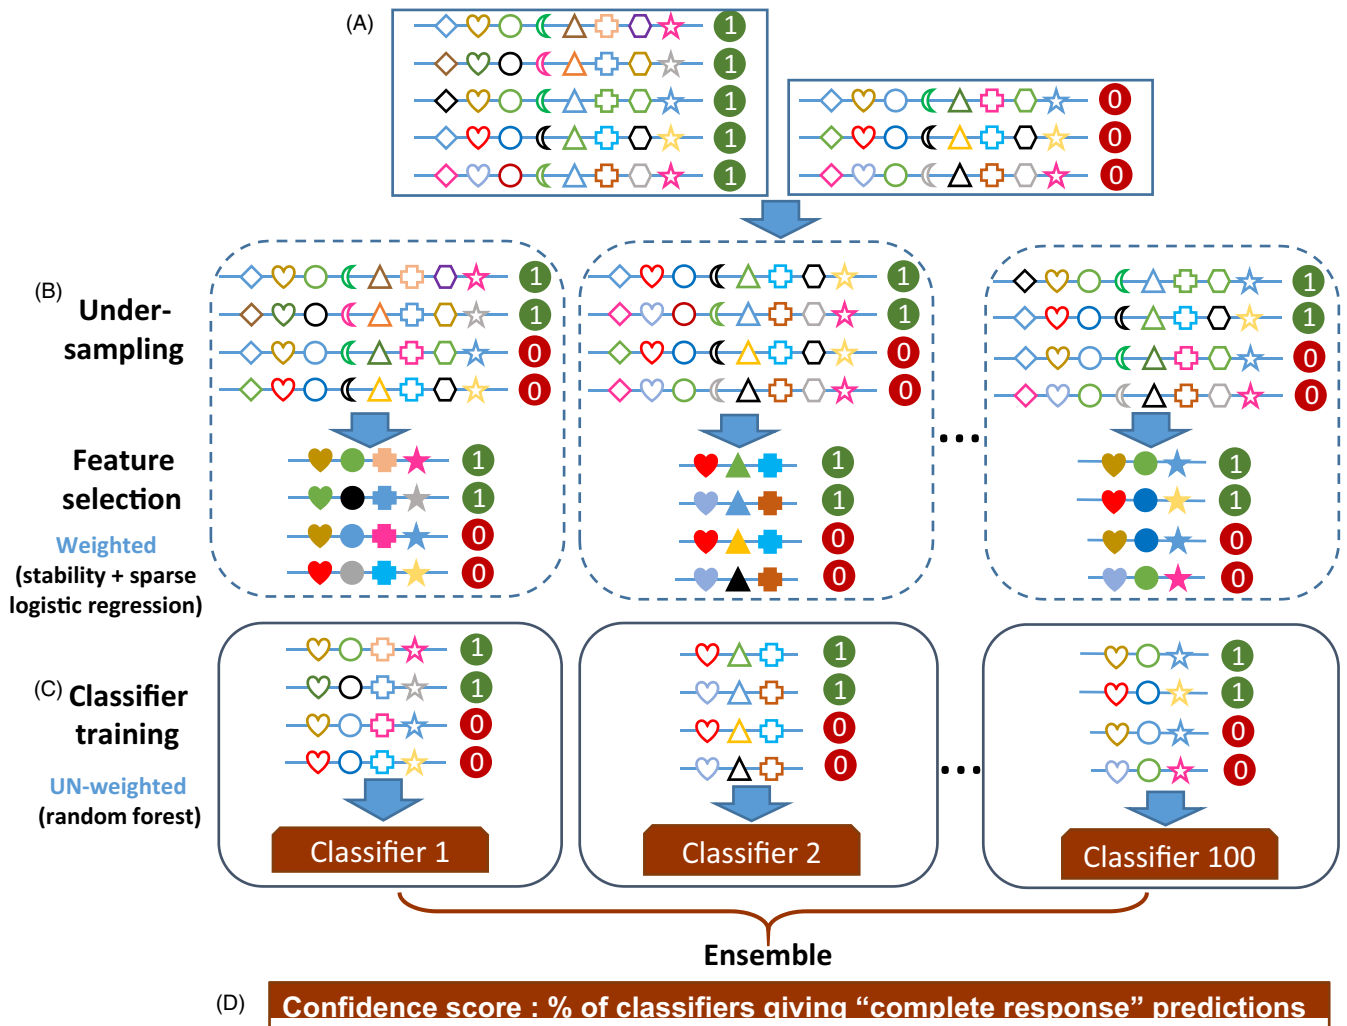 (A)
1
1
1
1
1
0
0
0
(B)
Under-
sampling
1
1
0
0
1
1
0
0
1
1
0
0
...
Feature
selection
Weighted
(stability + sparse
logistic regression)
1
1
0
0
1
1
0
0
1
1
0
0
(C)
Classifier
training
UN-weighted
(random forest)
1
1
0
0
1
1
0
0
1
1
0
0
...
Classifier 1
Classifier 2
Classifier 100
Ensemble
(D)
Confidence score : % of classifiers giving “complete response” predictions